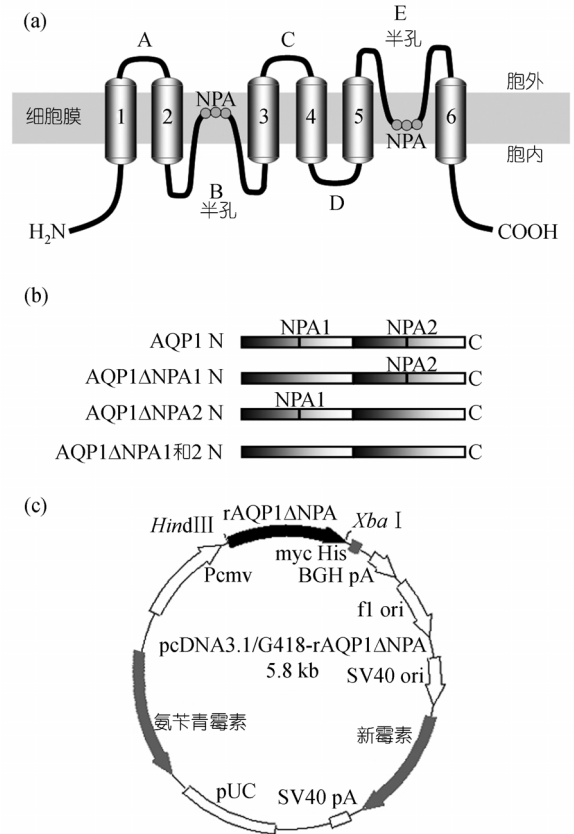 (a)
A
C
E
半孔
NPA
胞外
细胞膜
1
2
3
4
5
6
NPA
胞内
B
半孔
D
H₂N
COOH
(b)
NPA1
NPA2
AQP1 N
C
NPA2
AQP1ΔNPA1 N
C
NPA1
AQP1ΔNPA2 N
C
AQP1ΔNPA1和2 N
C
(c)
rAQP1ΔNPA
HindIII
Xba I
myc His
Pcmv
BGH pA
f1 ori
pcDNA3.1/G418-rAQP1ΔNPA
5.8 kb
SV40 ori
氨苄青霉素
新霉素
pUC
SV40 pA